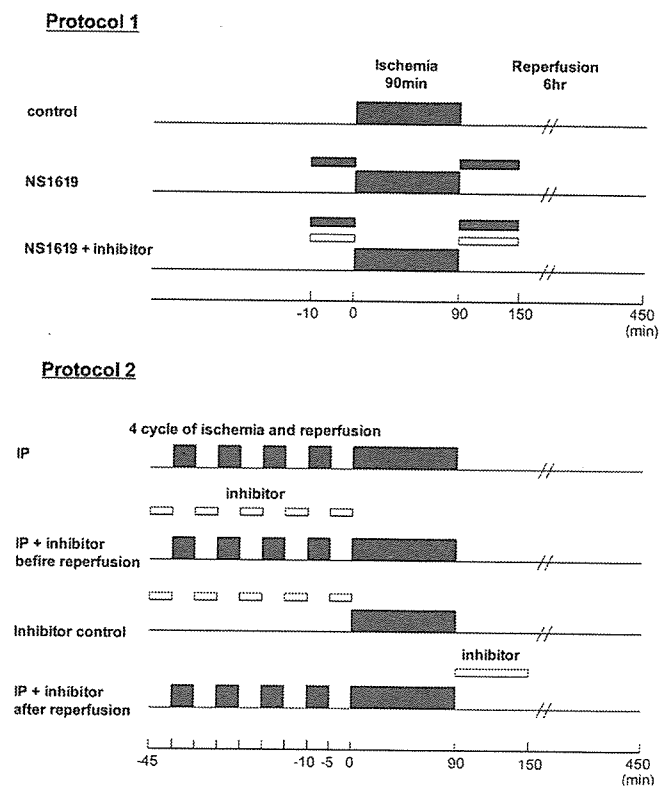 Protocol 1
Ischemia
90min
Reperfusion
6hr
control
NS1619
NS1619 + inhibitor
-10 0 90 150 450
(min)
Protocol 2
4 cycle of ischemia and reperfusion
IP
inhibitor
IP + inhibitor
befire reperfusion
Inhibitor control
inhibitor
IP + inhibitor
after reperfusion
-45 -10 -5 0 90 150 450
(min)